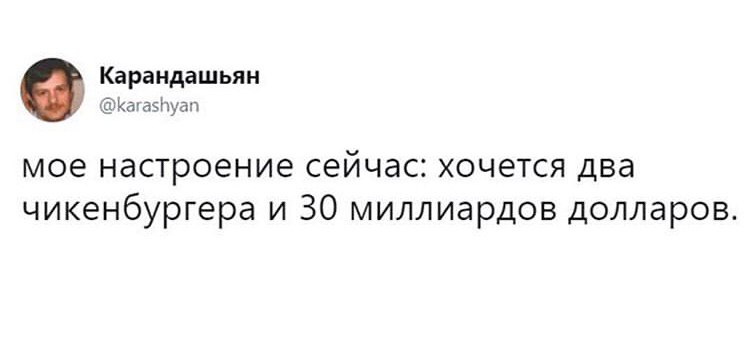 Карандашьян
@karashyan
мое настроение сейчас: хочется два
чикенбургера и 30 миллиардов долларов.